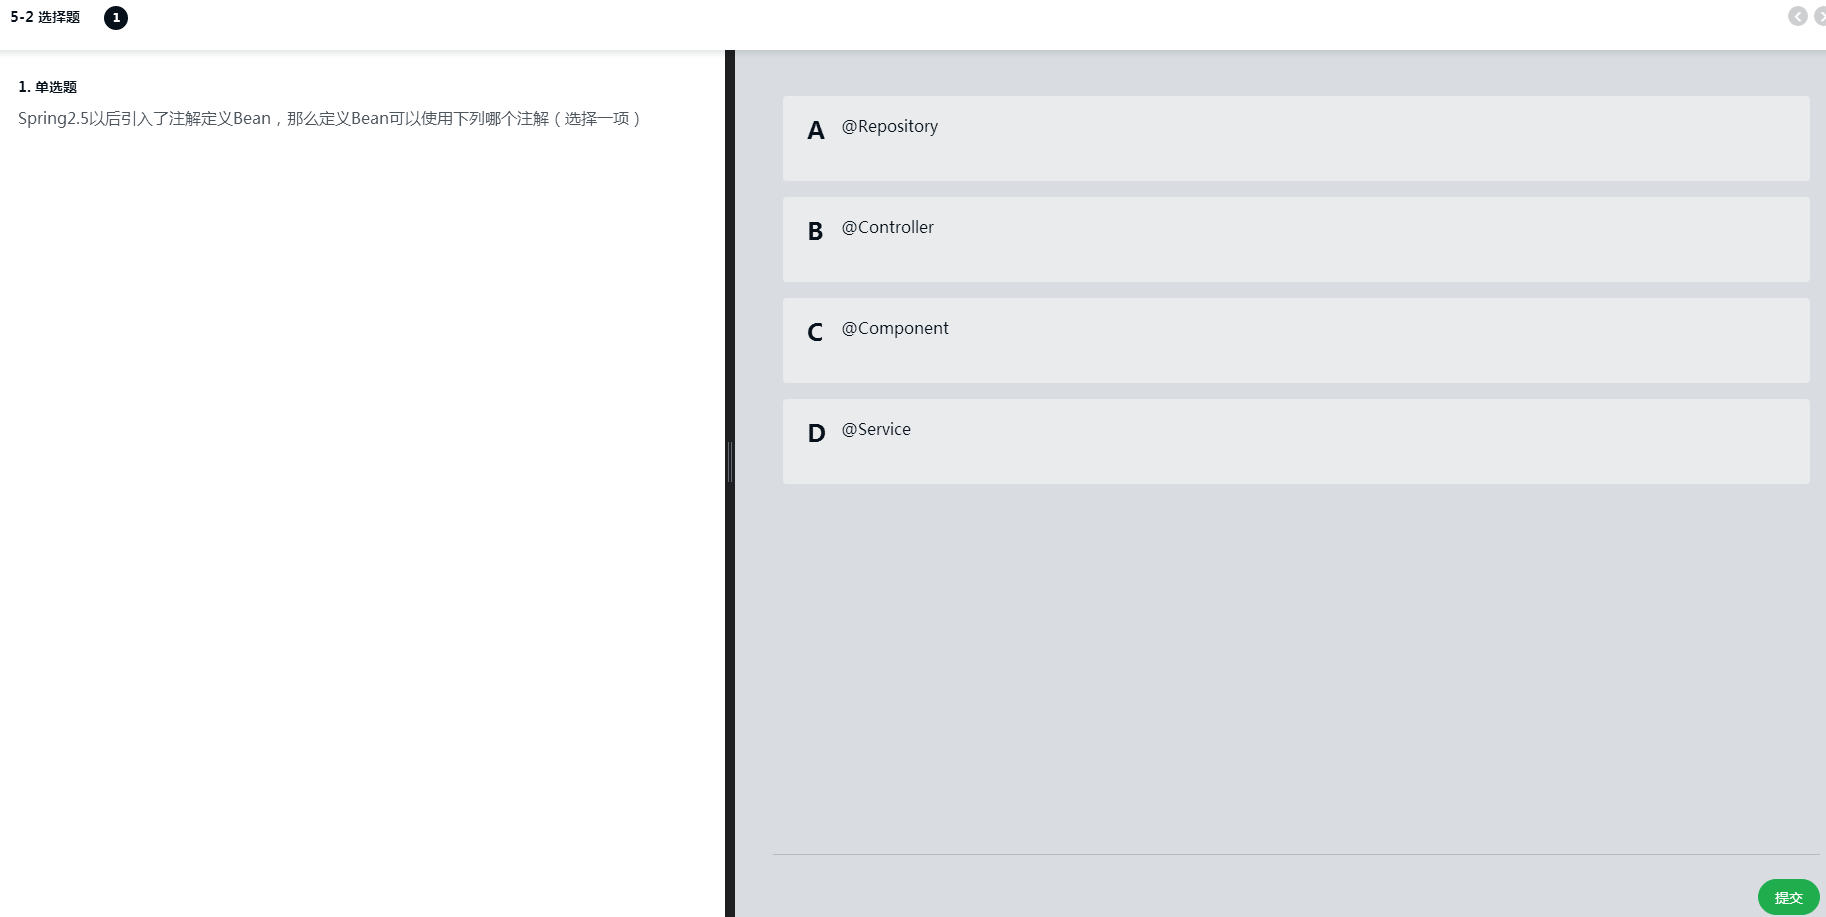 5-2 选择题 1
1. 单选题
Spring2.5以后引入了注解定义Bean，那么定义Bean可以使用下列哪个注解（选择一项）
A @Repository
B @Controller
C @Component
D @Service
提交